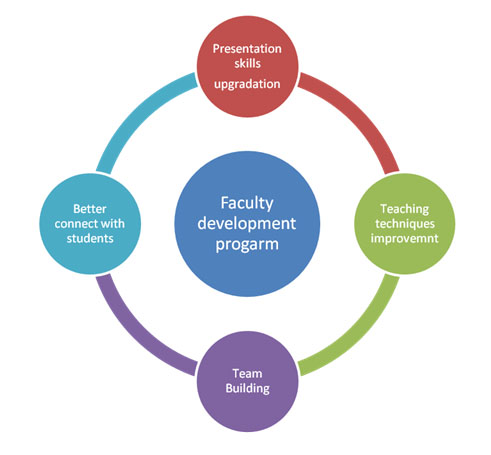 Presentation
skills
upgradation
Better
connect with
students
Faculty
development
progarm
Teaching
techniques
improvemnt
Team
Building